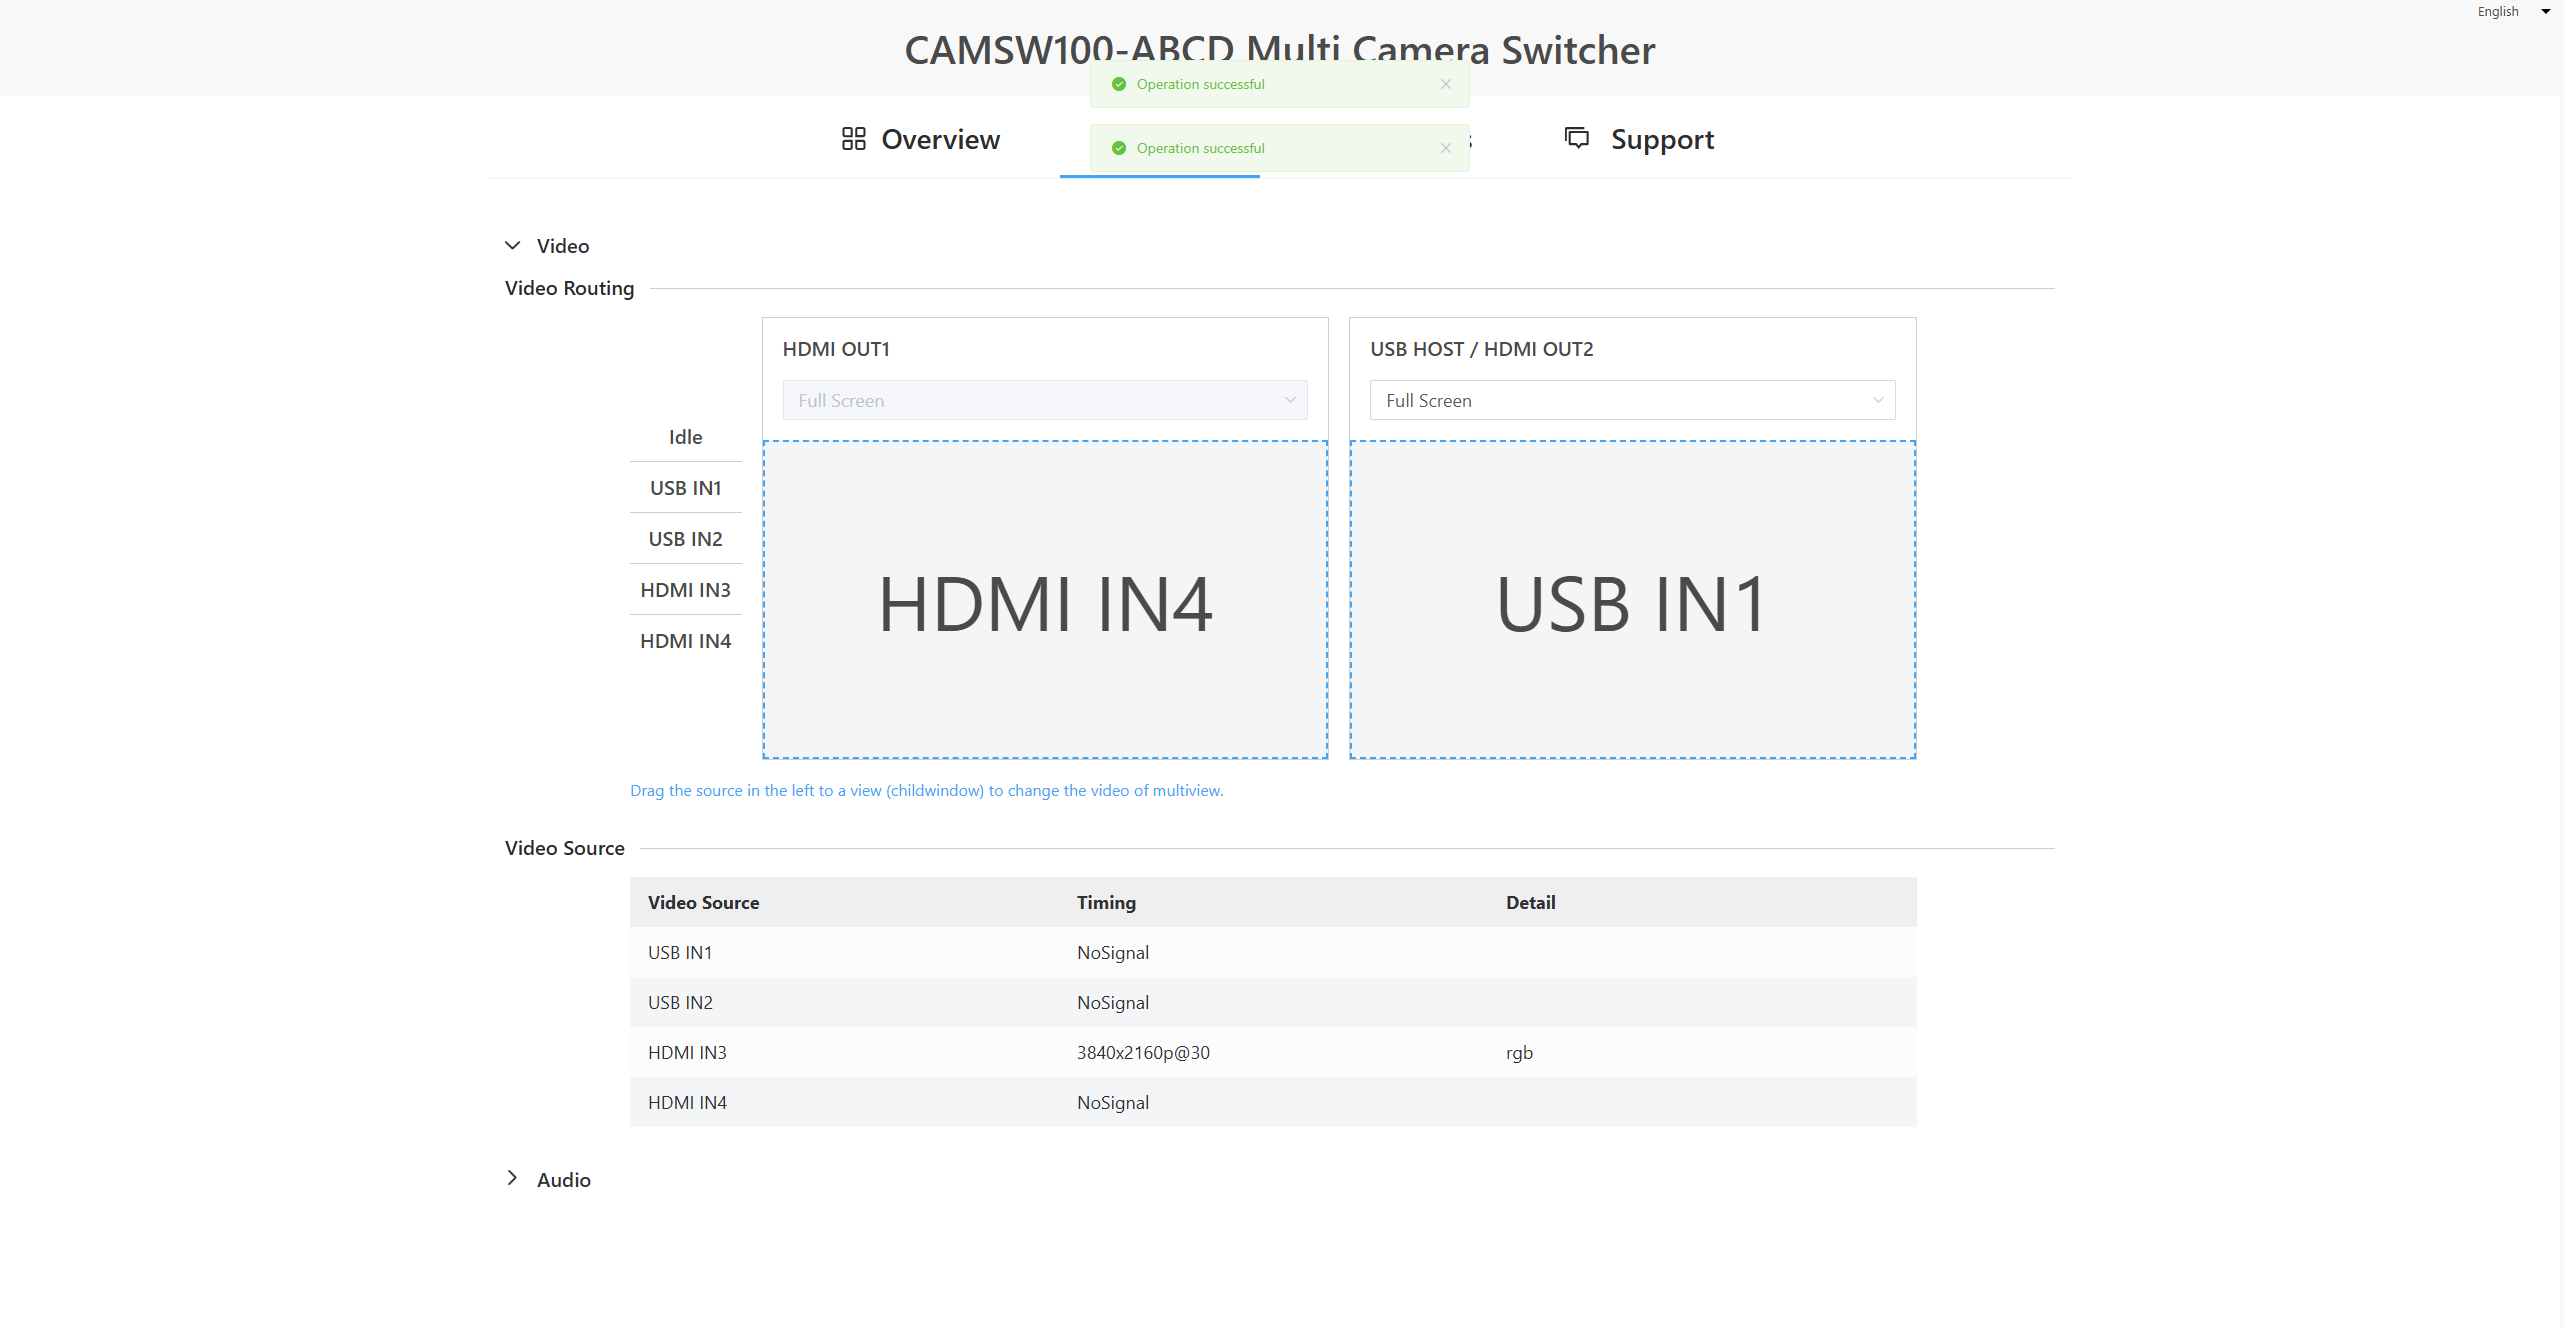 English
CAMSW100-ABCD Multi Camera Switcher
Operation successful
Overview
Operation successful
Support
Video
Video Routing
HDMI OUT1
USB HOST / HDMI OUT2
Full Screen
Full Screen
Idle
USB IN1
USB IN2
HDMI IN3
HDMI IN4
HDMI IN4
USB IN1
Drag the source in the left to a view (childwindow) to change the video of multiview.
Video Source
Video Source Timing Detail
USB IN1 NoSignal
USB IN2 NoSignal
HDMI IN3 3840x2160p@30 rgb
HDMI IN4 NoSignal
Audio